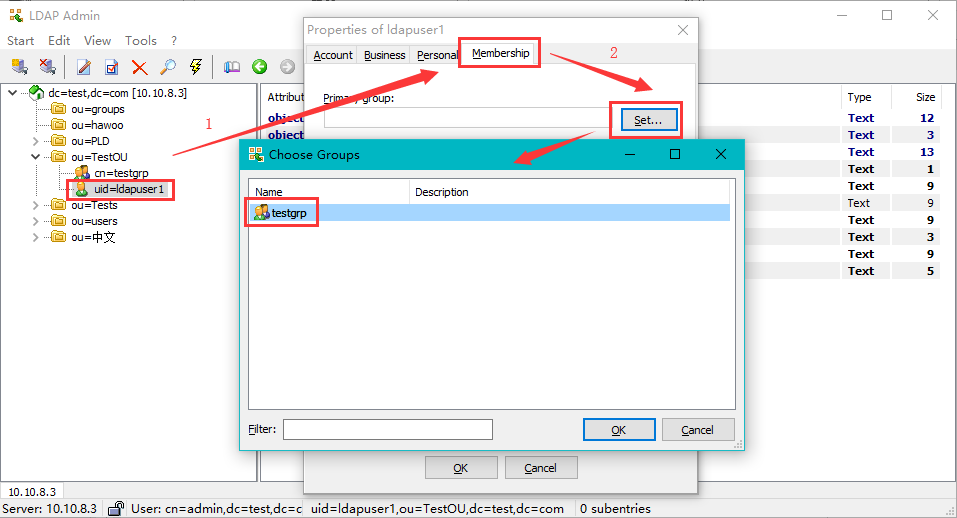 LDAP Admin
Start Edit View Tools ?
dc=test,dc=com [10.10.8.3]
ou=groups
ou=hawoo
ou=PLD
ou=TestOU
cn=testgrp
uid=ldapuser1
ou=Tests
ou=users
ou=中文
1
Properties of ldapuser1
Account Business Personal Membership
2
Primary group:
Set...
Attribut
object
object
Choose Groups
Name Description
testgrp
Filter:
OK Cancel
OK Cancel
Type Size
Text 12
Text 3
Text 13
Text 1
Text 9
Text 9
Text 9
Text 3
Text 9
Text 5
10.10.8.3
Server: 10.10.8.3 User: cn=admin,dc=test,dc=c uid=ldapuser1,ou=TestOU,dc=test,dc=com 0 subentries